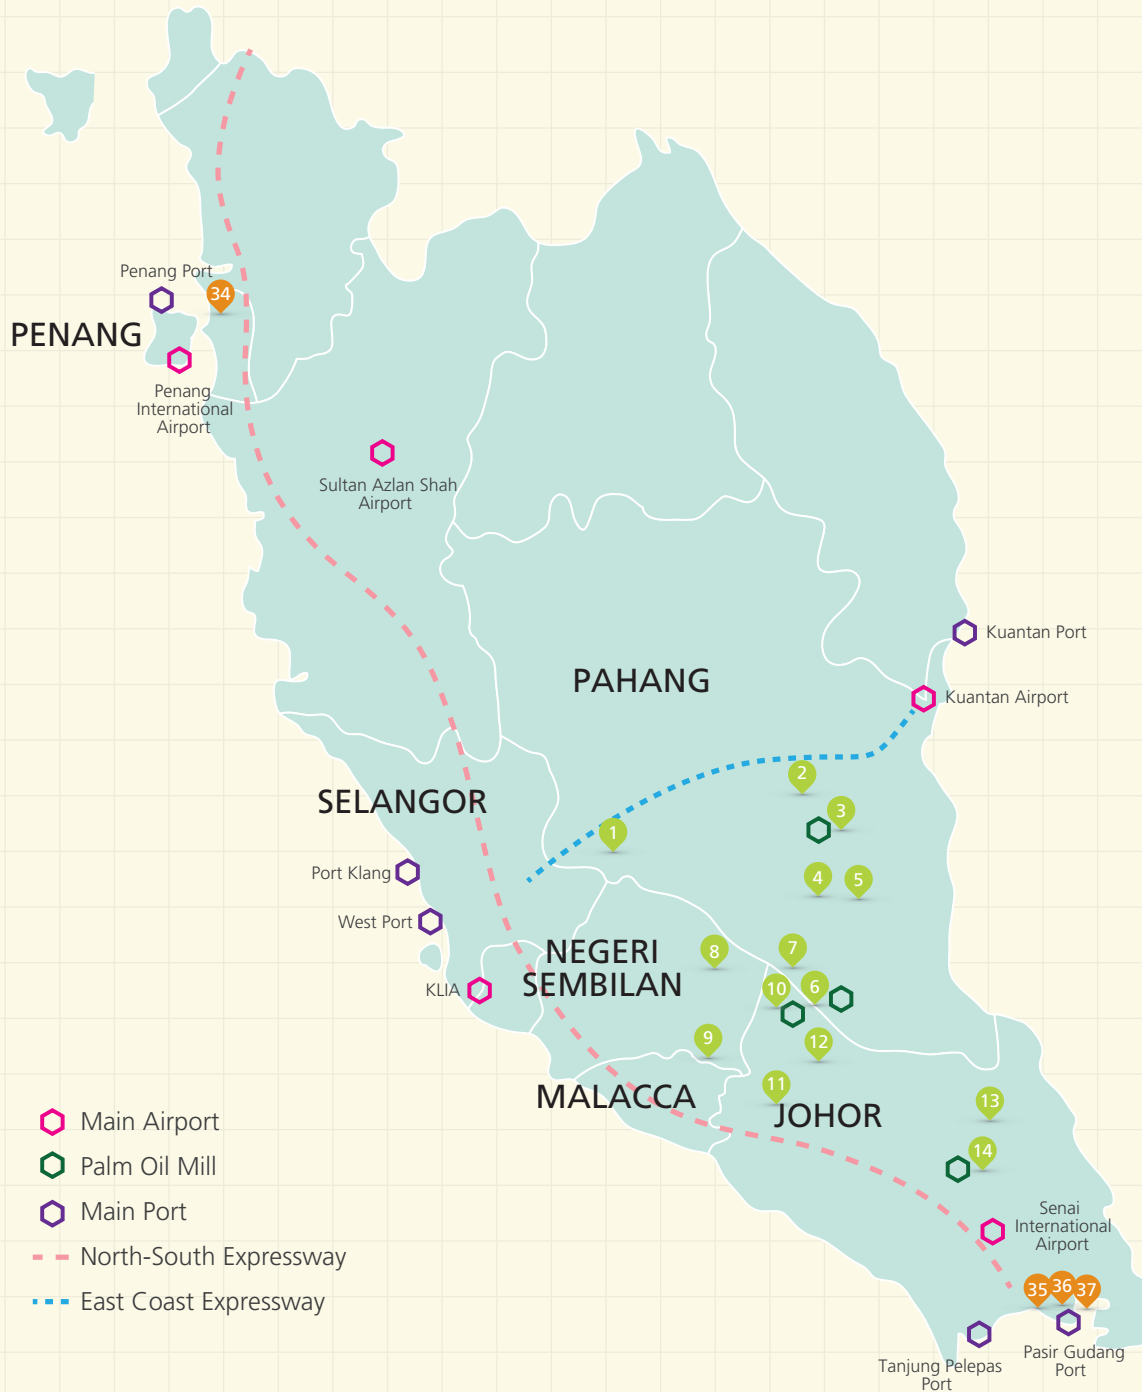 Penang Port
34
PENANG
Penang
International
Airport
Sultan Azlan Shah
Airport
Kuantan Port
PAHANG
Kuantan Airport
2
SELANGOR
3
1
Port Klang
4
5
West Port
NEGERI
SEMBILAN
8
7
KLIA
10
6
9
12
MALACCA
11
JOHOR
13
14
Main Airport
Palm Oil Mill
Main Port
North-South Expressway
East Coast Expressway
Senai
International
Airport
35
36
37
Tanjung Pelepas
Port
Pasir Gudang
Port